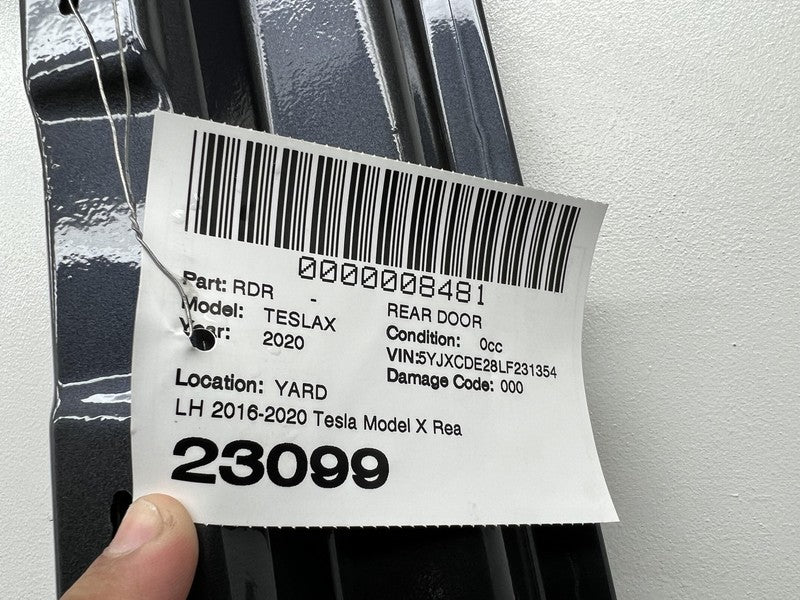 0000008481
Part: RDR -
REAR DOOR
Model: TESLAX
Condition: 0cc
Year: 2020
VIN:5YJXCDE28LF231354
Damage Code: 000
Location: YARD
LH 2016-2020 Tesla Model X Rea
23099